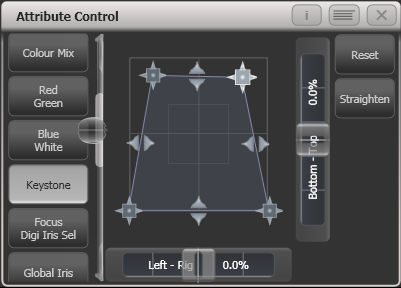 Attribute Control
i
Colour Mix
Red
Green
Blue
White
Keystone
Focus
Digi Iris Sel
Global Iris
0.0%
Bottom - Top
Reset
Straighten
Left - Rig
0.0%